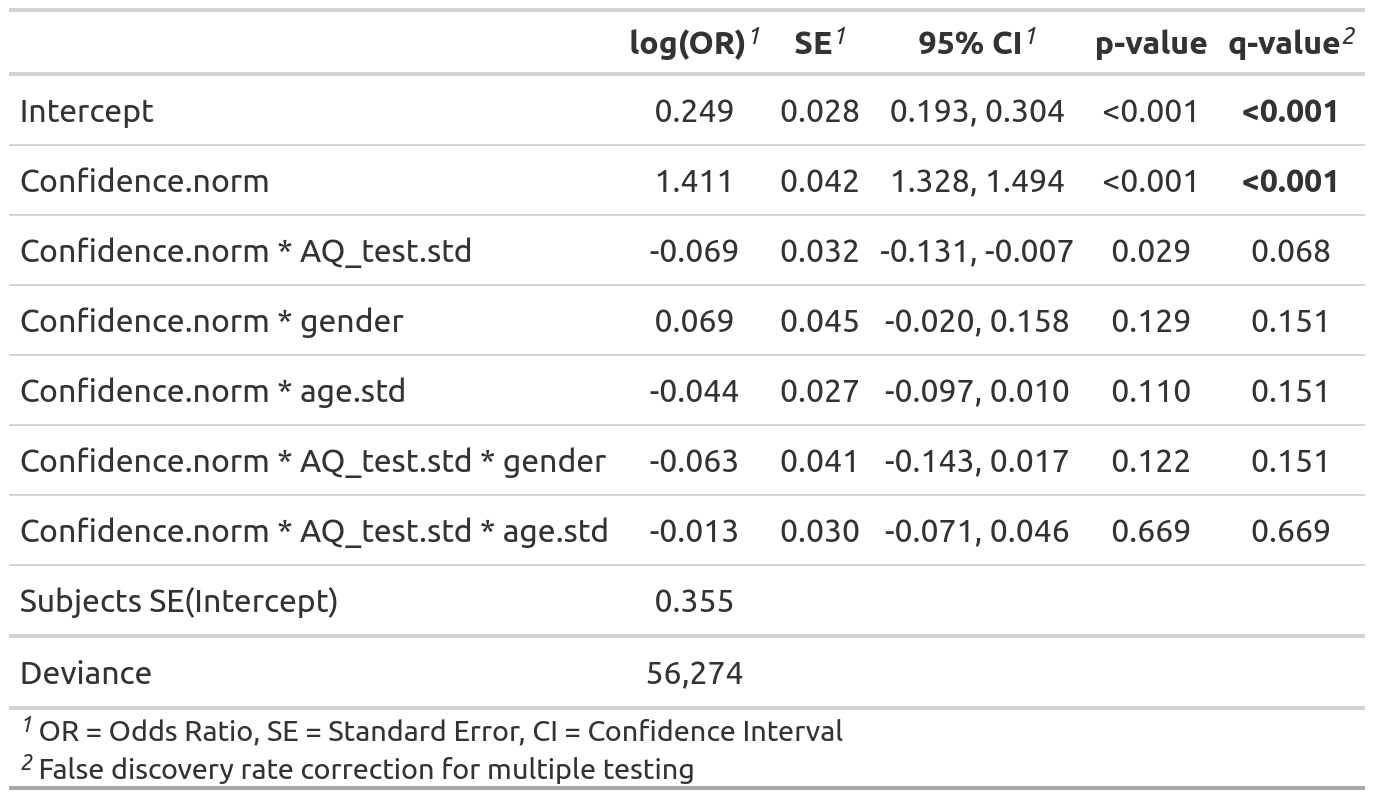 log(OR)1 SE1 95% CI1 p-value q-value2
Intercept 0.249 0.028 0.193, 0.304 <0.001 <0.001
Confidence.norm 1.411 0.042 1.328, 1.494 <0.001 <0.001
Confidence.norm * AQ_test.std -0.069 0.032 -0.131, -0.007 0.029 0.068
Confidence.norm * gender 0.069 0.045 -0.020, 0.158 0.129 0.151
Confidence.norm * age.std -0.044 0.027 -0.097, 0.010 0.110 0.151
Confidence.norm * AQ_test.std * gender -0.063 0.041 -0.143, 0.017 0.122 0.151
Confidence.norm * AQ_test.std * age.std -0.013 0.030 -0.071, 0.046 0.669 0.669
Subjects SE(Intercept) 0.355
Deviance 56,274
1 OR = Odds Ratio, SE = Standard Error, CI = Confidence Interval
2 False discovery rate correction for multiple testing